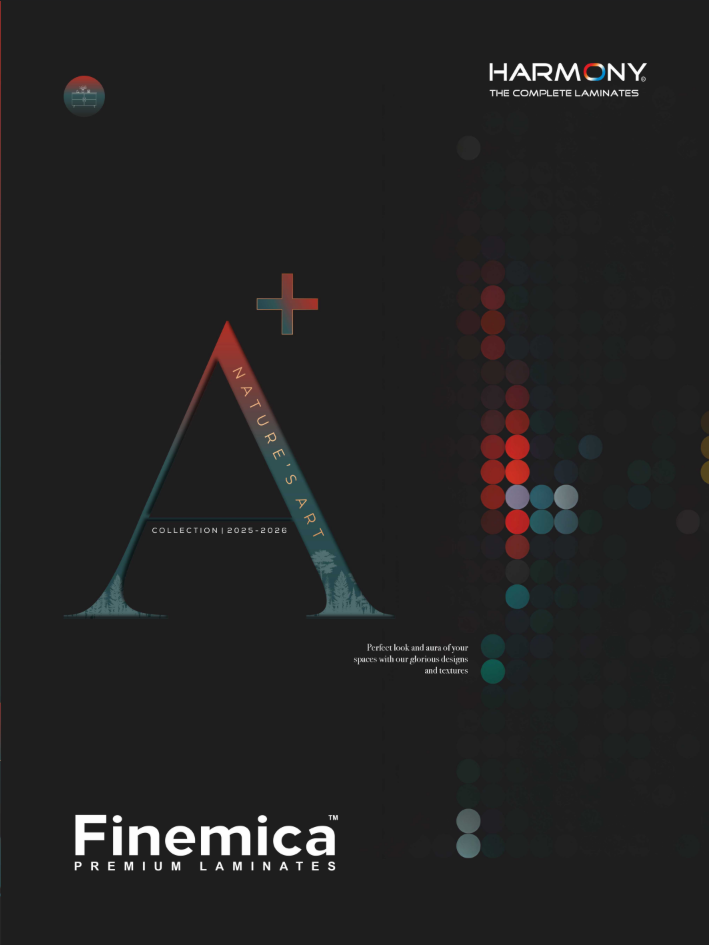 HARMONY®
THE COMPLETE LAMINATES
A+
NATURE'S ART
COLLECTION | 2025-2026
Perfect look and aura of your
spaces with our glorious designs
and textures
Finemica™
PREMIUM LAMINATES